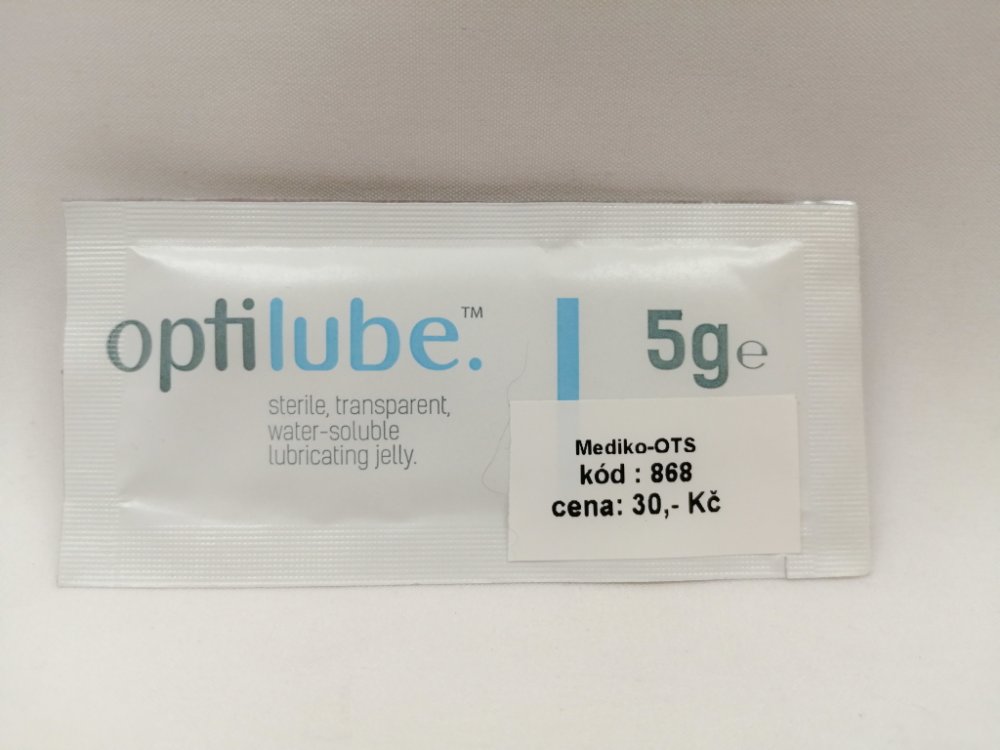 optilube.™
5g℮
sterile, transparent,
water-soluble
lubricating jelly.
Mediko-OTS
kód : 868
cena: 30,- Kč